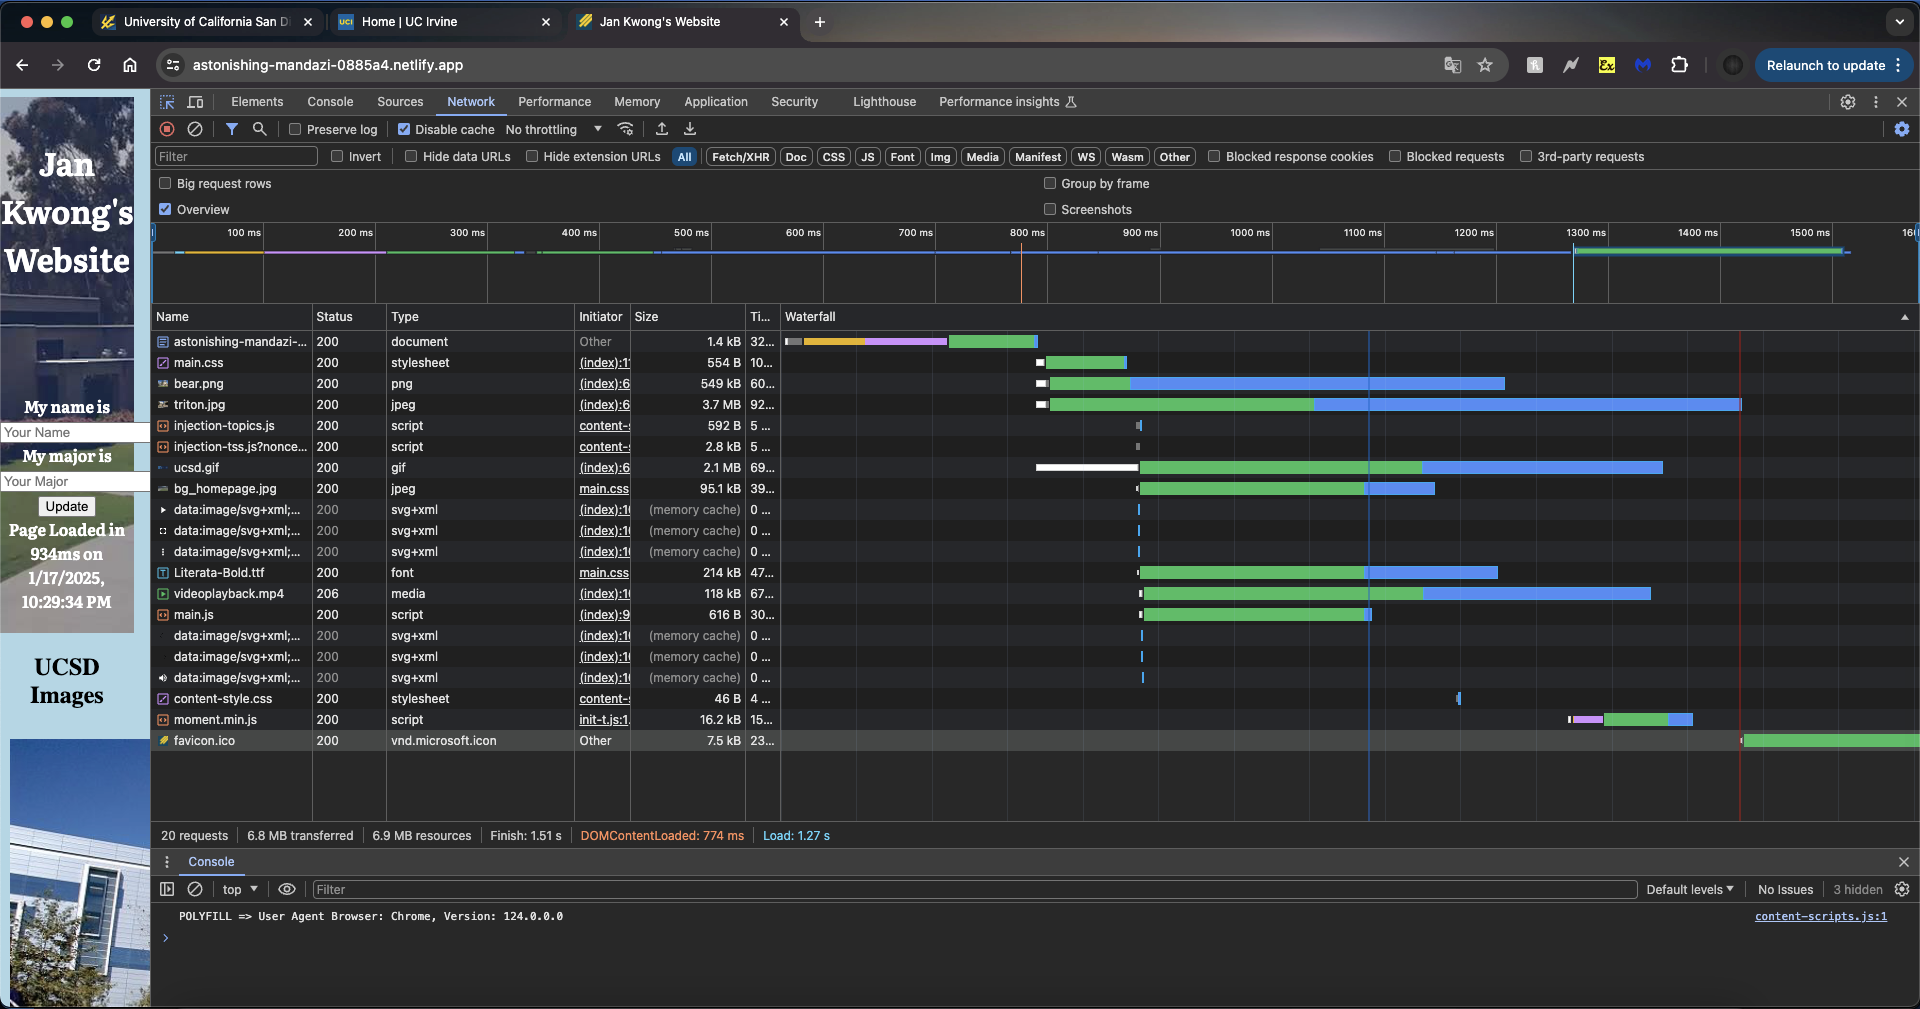 University of California San Di
Home | UC Irvine
Jan Kwong's Website
astonishing-mandazi-0885a4.netlify.app
Relaunch to update
Elements Console Sources Network Performance Memory Application Security Lighthouse Performance insights
Preserve log Disable cache No throttling
Filter Invert Hide data URLs Hide extension URLs All Fetch/XHR Doc CSS JS Font Img Media Manifest WS Wasm Other Blocked response cookies Blocked requests 3rd-party requests
Big request rows Group by frame
Overview Screenshots
100 ms 200 ms 300 ms 400 ms 500 ms 600 ms 700 ms 800 ms 900 ms 1000 ms 1100 ms 1200 ms 1300 ms 1400 ms 1500 ms 160
Name Status Type Initiator Size Ti... Waterfall
astonishing-mandazi-... 200 document Other 1.4 kB 32...
main.css 200 stylesheet (index):1 554 B 10...
bear.png 200 png (index):6 549 kB 60...
triton.jpg 200 jpeg (index):6 3.7 MB 92...
injection-topics.js 200 script content- 592 B 5 ...
injection-tss.js?nonce... 200 script content- 2.8 kB 5 ...
ucsd.gif 200 gif (index):6 2.1 MB 69...
bg_homepage.jpg 200 jpeg main.css 95.1 kB 39...
data:image/svg+xml;... 200 svg+xml (index):1 (memory cache) 0 ...
data:image/svg+xml;... 200 svg+xml (index):1 (memory cache) 0 ...
data:image/svg+xml;... 200 svg+xml (index):1 (memory cache) 0 ...
Literata-Bold.ttf 200 font main.css 214 kB 47...
videoplayback.mp4 206 media (index):1 118 kB 67...
main.js 200 script (index):9 616 B 30...
data:image/svg+xml;... 200 svg+xml (index):1 (memory cache) 0 ...
data:image/svg+xml;... 200 svg+xml (index):1 (memory cache) 0 ...
data:image/svg+xml;... 200 svg+xml (index):1 (memory cache) 0 ...
content-style.css 200 stylesheet content- 46 B 4 ...
moment.min.js 200 script init-t.js:1 16.2 kB 15...
favicon.ico 200 vnd.microsoft.icon Other 7.5 kB 23...
20 requests 6.8 MB transferred 6.9 MB resources Finish: 1.51 s DOMContentLoaded: 774 ms Load: 1.27 s
Console
top Filter Default levels No Issues 3 hidden
POLYFILL => User Agent Browser: Chrome, Version: 124.0.0.0 content-scripts.js:1
Jan
Kwong's
Website
My name is
Your Name
My major is
Your Major
Update
Page Loaded in
934ms on
1/17/2025,
10:29:34 PM
UCSD
Images